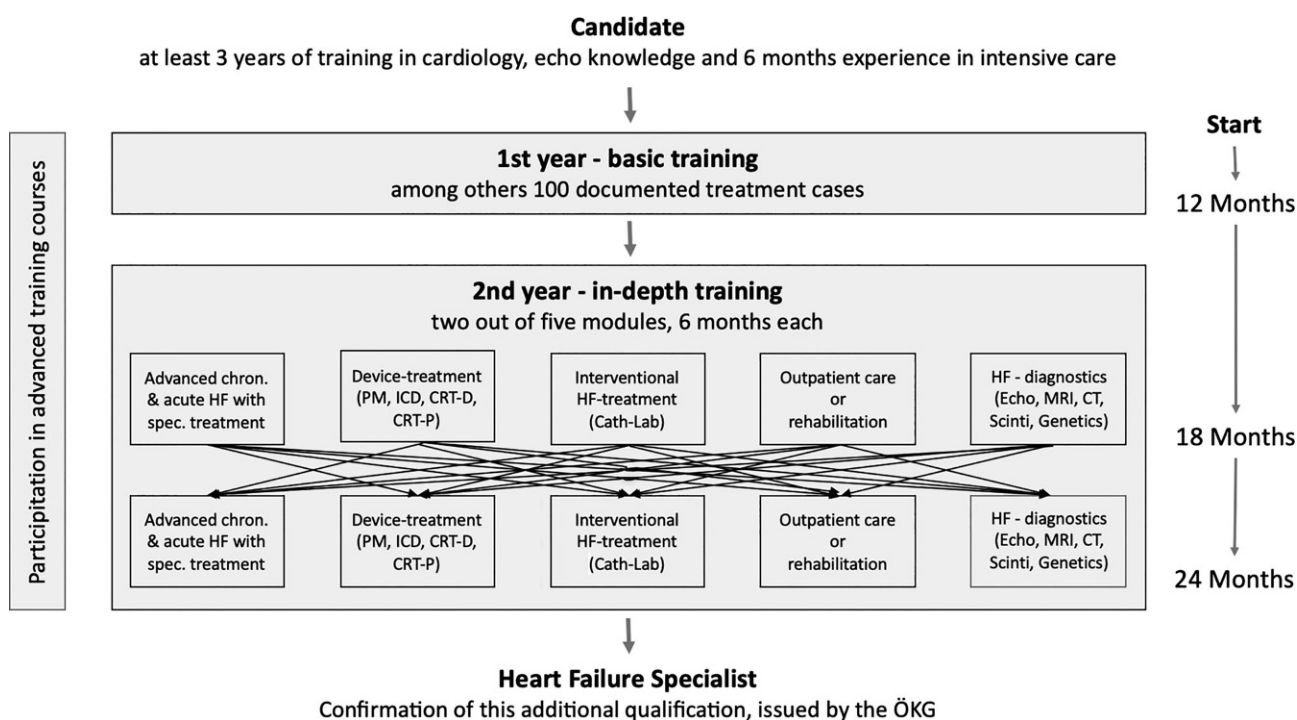 Candidate
at least 3 years of training in cardiology, echo knowledge and 6 months experience in intensive care
Participitation in advanced training courses
Start
1st year - basic training
among others 100 documented treatment cases
12 Months
2nd year - in-depth training
two out of five modules, 6 months each
Advanced chron.
& acute HF with
spec. treatment
Device-treatment
(PM, ICD, CRT-D,
CRT-P)
Interventional
HF-treatment
(Cath-Lab)
Outpatient care
or
rehabilitation
HF - diagnostics
(Echo, MRI, CT,
Scinti, Genetics)
18 Months
Advanced chron.
& acute HF with
spec. treatment
Device-treatment
(PM, ICD, CRT-D,
CRT-P)
Interventional
HF-treatment
(Cath-Lab)
Outpatient care
or
rehabilitation
HF - diagnostics
(Echo, MRI, CT,
Scinti, Genetics)
24 Months
Heart Failure Specialist
Confirmation of this additional qualification, issued by the ÖKG